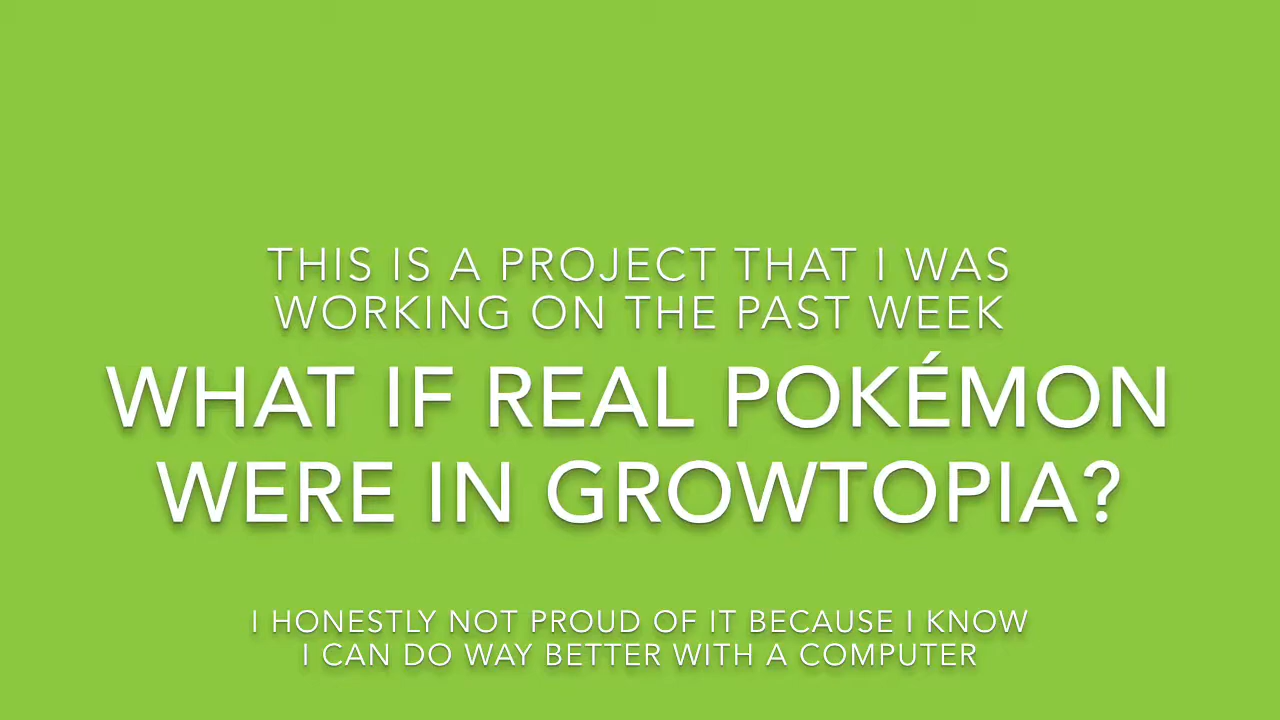 THIS IS A PROJECT THAT I WAS
WORKING ON THE PAST WEEK
WHAT IF REAL POKÉMON
WERE IN GROWTOPIA?
I HONESTLY NOT PROUD OF IT BECAUSE I KNOW
I CAN DO WAY BETTER WITH A COMPUTER